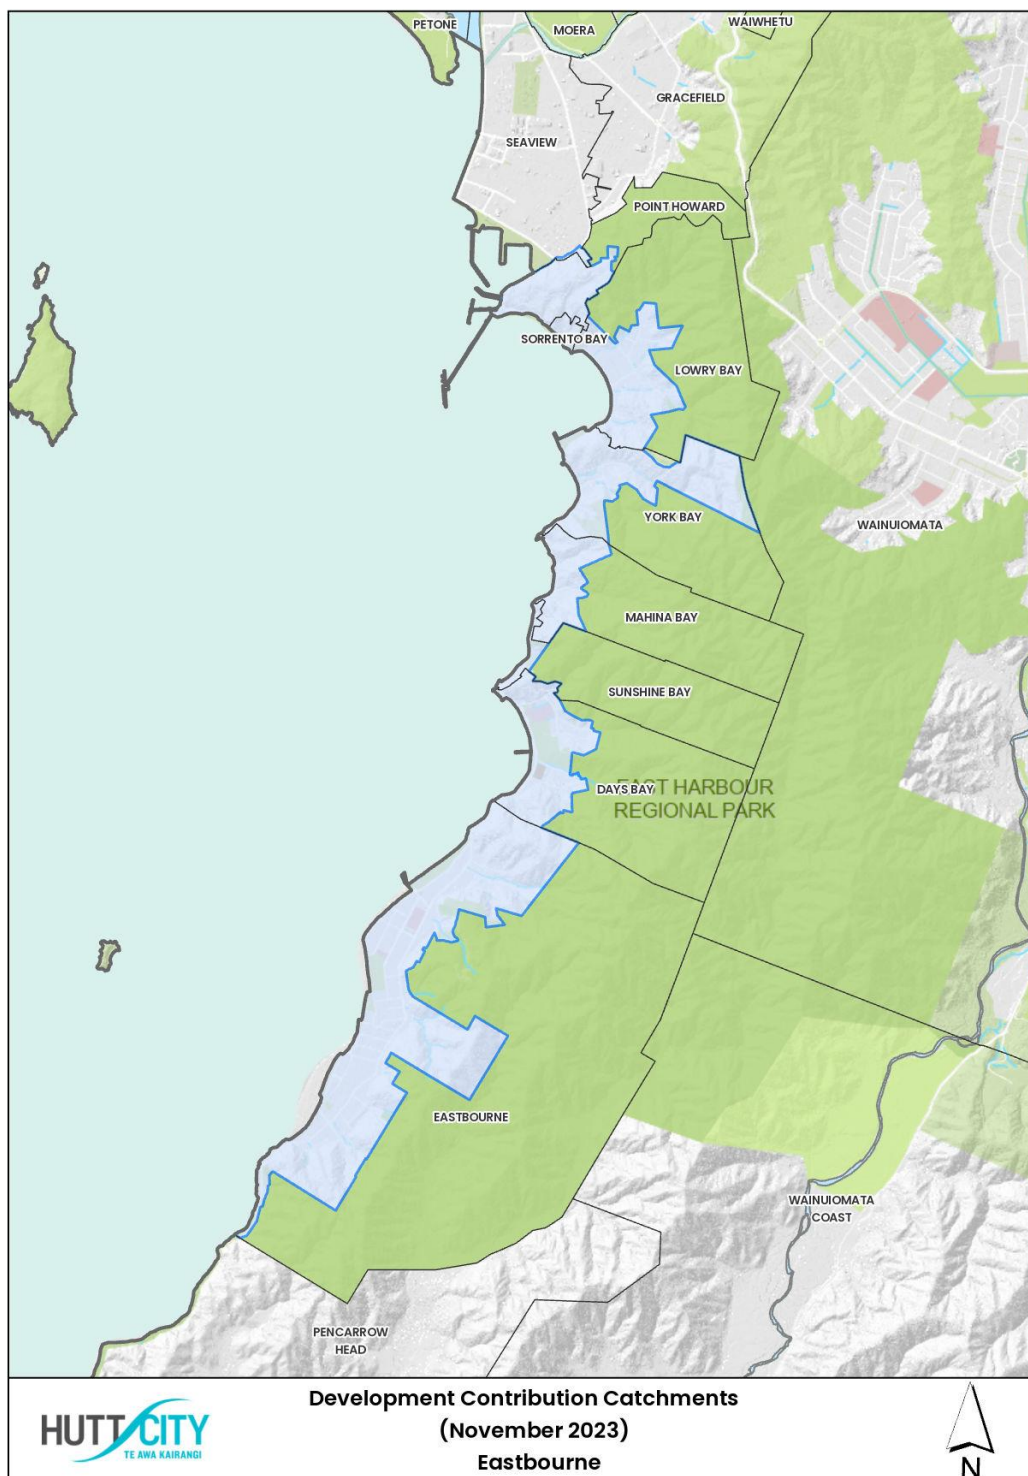 PETONE
MOERA
WAIWHETU
GRACEFIELD
SEAVIEW
POINT HOWARD
SORRENTO BAY
LOWRY BAY
YORK BAY
WAINUIOMATA
MAHINA BAY
SUNSHINE BAY
DAYS BAY
EAST HARBOUR
REGIONAL PARK
EASTBOURNE
WAINUIOMATA
COAST
PENCARROW
HEAD
HUTT CITY
TE AWA KAIRANGI
Development Contribution Catchments
(November 2023)
Eastbourne
N